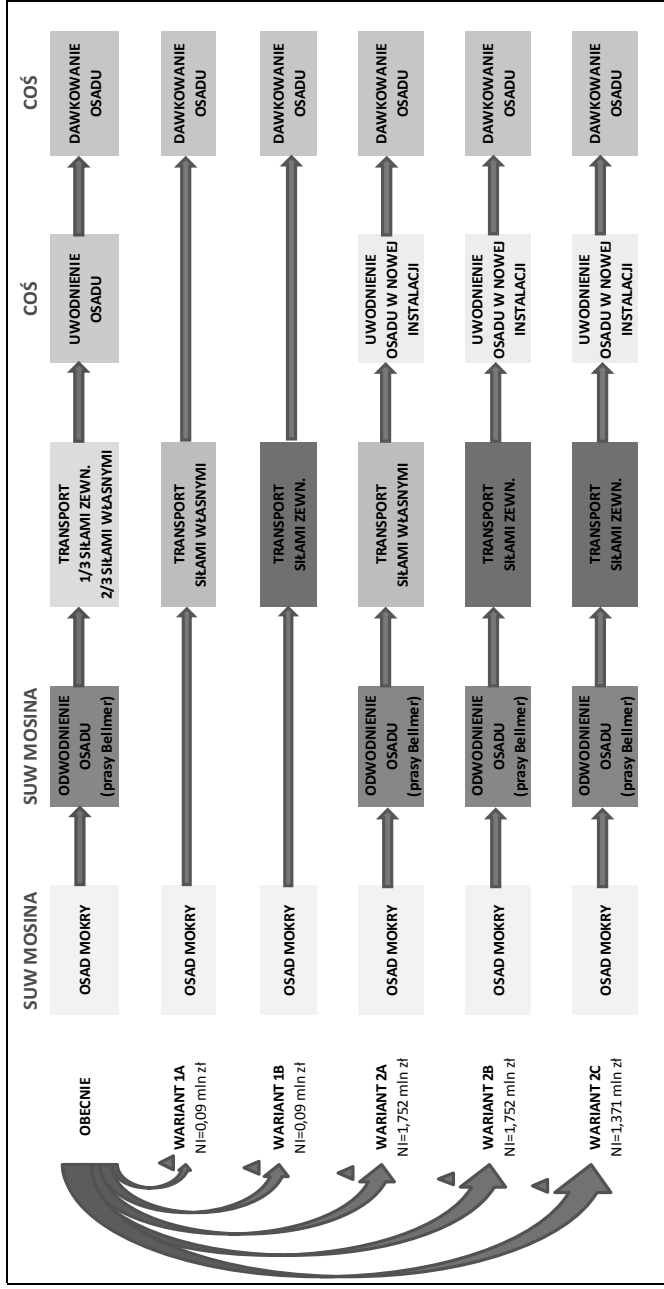 SUW MOSINA
SUW MOSINA
COŚ
COŚ
OBECNIE
OSAD MOKRY
ODWODNIENIE
OSADU
(prasy Bellmer)
TRANSPORT
1/3 SIŁAMI ZEWN.
2/3 SIŁAMI WŁASNYMI
UWODNIENIE
OSADU
DAWKOWANIE
OSADU
WARIANT 1A
NI=0,09 mln zł
OSAD MOKRY
TRANSPORT
SIŁAMI WŁASNYMI
DAWKOWANIE
OSADU
WARIANT 1B
NI=0,09 mln zł
OSAD MOKRY
TRANSPORT
SIŁAMI ZEWN.
DAWKOWANIE
OSADU
WARIANT 2A
NI=1,752 mln zł
OSAD MOKRY
ODWODNIENIE
OSADU
(prasy Bellmer)
TRANSPORT
SIŁAMI WŁASNYMI
UWODNIENIE
OSADU W NOWEJ
INSTALACJI
DAWKOWANIE
OSADU
WARIANT 2B
NI=1,752 mln zł
OSAD MOKRY
ODWODNIENIE
OSADU
(prasy Bellmer)
TRANSPORT
SIŁAMI ZEWN.
UWODNIENIE
OSADU W NOWEJ
INSTALACJI
DAWKOWANIE
OSADU
WARIANT 2C
NI=1,371 mln zł
OSAD MOKRY
ODWODNIENIE
OSADU
(prasy Bellmer)
TRANSPORT
SIŁAMI ZEWN.
UWODNIENIE
OSADU W NOWEJ
INSTALACJI
DAWKOWANIE
OSADU